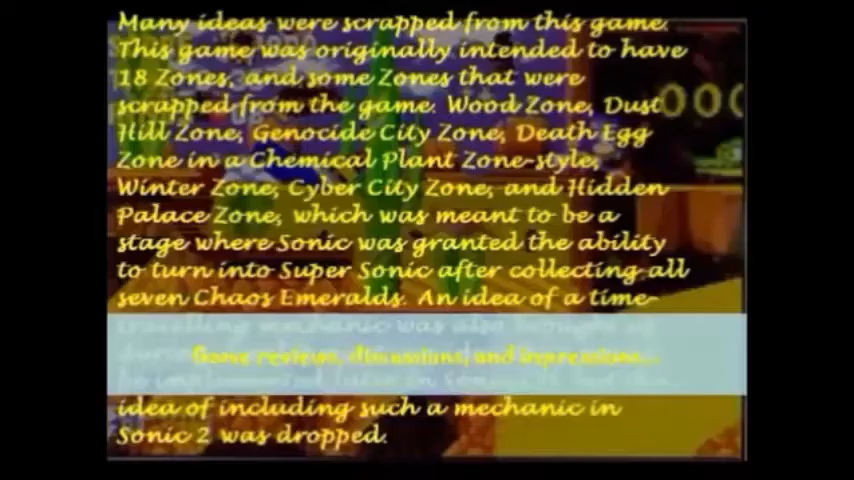 Many ideas were scrapped from this game.
This game was originally intended to have
18 Zones, and some Zones that were
scrapped from the game. Wood Zone, Dust
Hill Zone, Genocide City Zone, Death Egg
Zone in a Chemical Plant Zone-style,
Winter Zone, Cyber City Zone, and Hidden
Palace Zone, which was meant to be a
stage where Sonic was granted the ability
to turn into Super Sonic after collecting all
seven Chaos Emeralds. An idea of a time-
travelling mechanic was also
Game reviews, discussions, and impressions...
idea of including such a mechanic in
Sonic 2 was dropped.